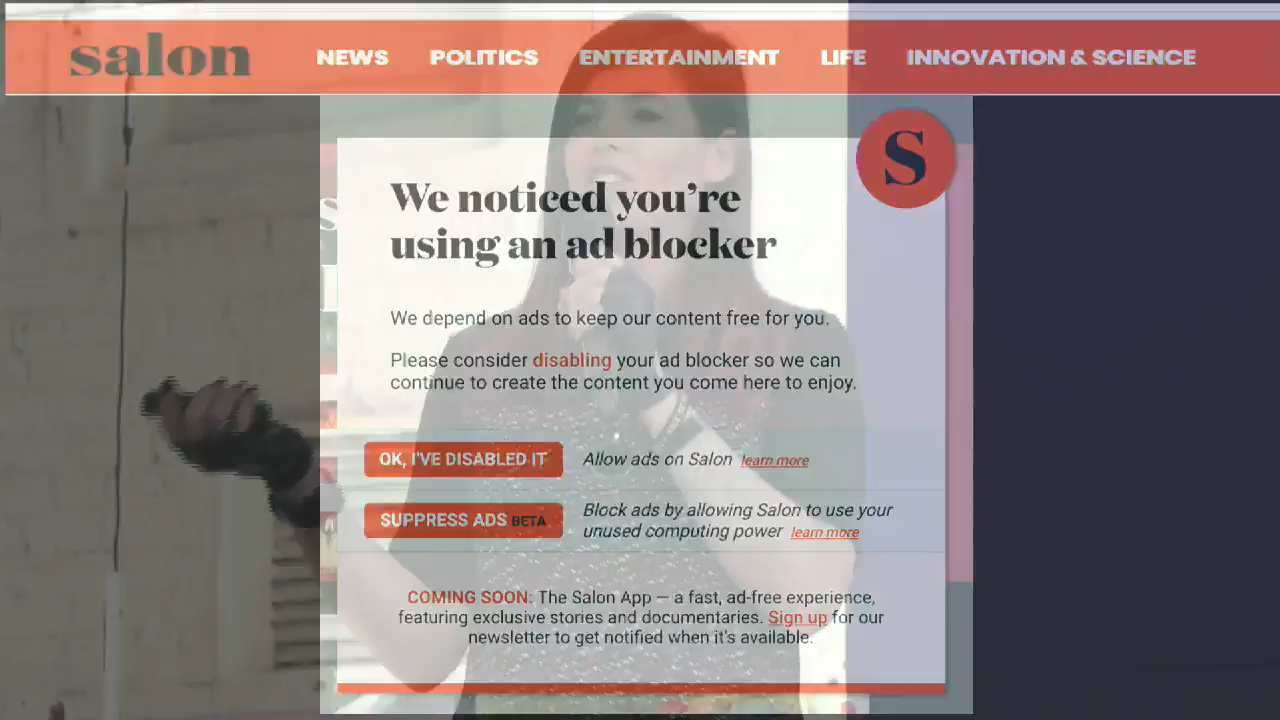 salon NEWS POLITICS ENTERTAINMENT LIFE INNOVATION & SCIENCE
S
We noticed you’re
using an ad blocker
We depend on ads to keep our content free for you.
Please consider disabling your ad blocker so we can
continue to create the content you come here to enjoy.
OK, I'VE DISABLED IT Allow ads on Salon learn more
SUPPRESS ADS BETA Block ads by allowing Salon to use your
unused computing power learn more
COMING SOON: The Salon App — a fast, ad-free experience,
featuring exclusive stories and documentaries. Sign up for our
newsletter to get notified when it's available.